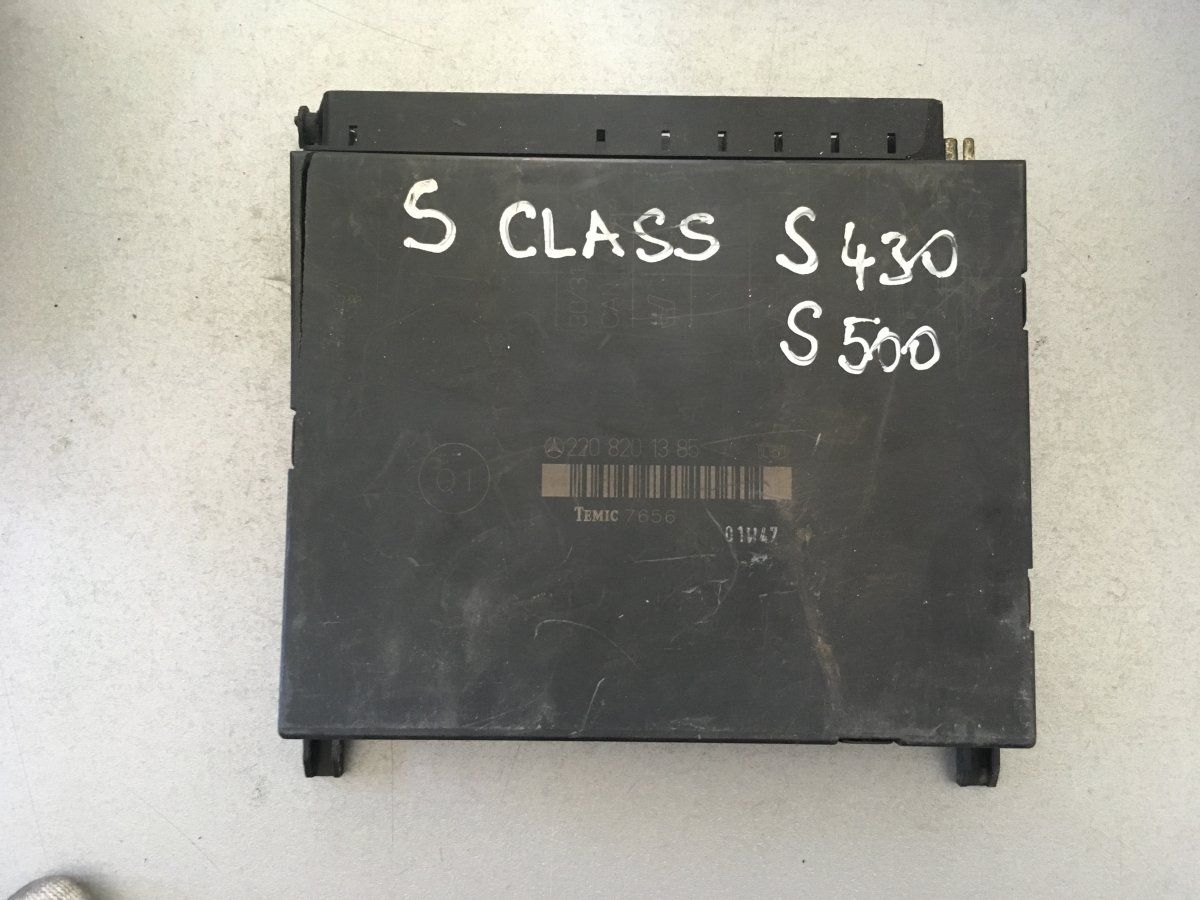 S CLASS S 430
S 500
220 820 13 85
Q1
TEMIC 7656
01W47